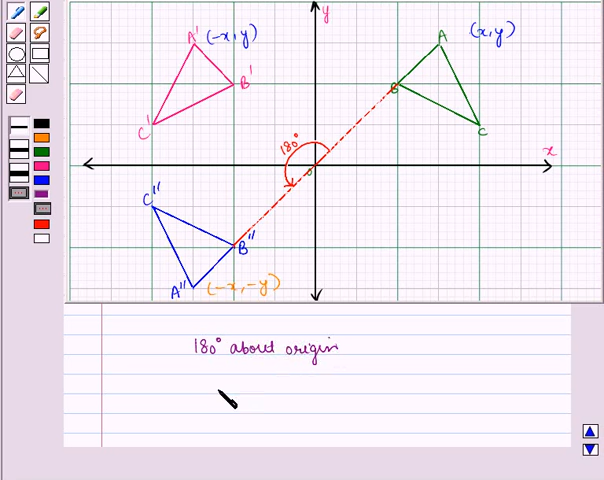 y
A' (-x, y)
A (x, y)
B'
B
C'
C
180°
x
o
C''
B''
A'' (-x, -y)
180° about origin